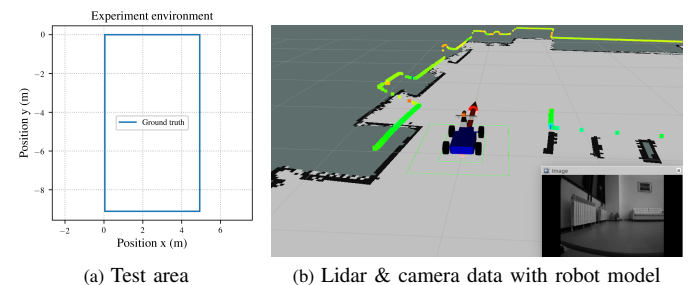 Experiment environment
Position y (m)
0
−2
−4
−6
−8
Ground truth
−2
0
2
4
6
Position x (m)
Image
(a) Test area
(b) Lidar & camera data with robot model